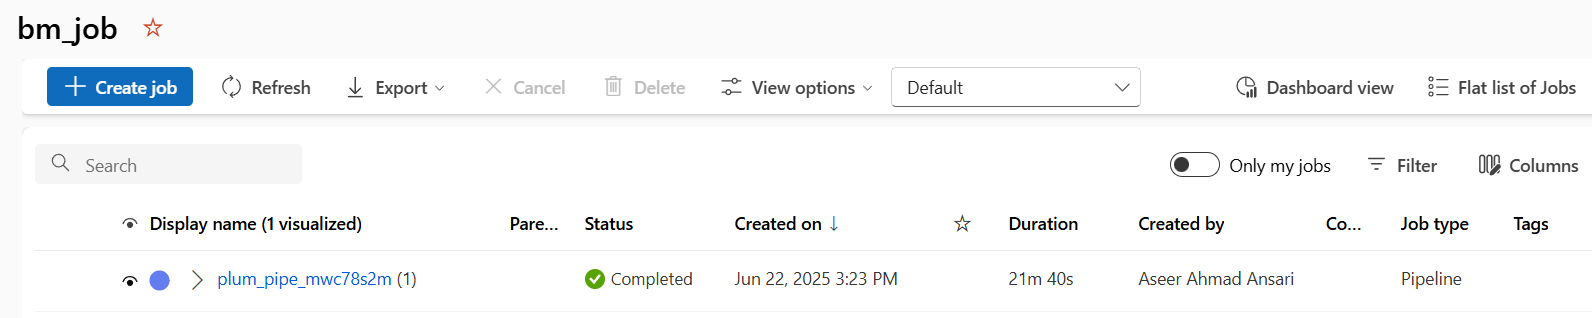 bm_job
Create job Refresh Export Cancel Delete View options Default Dashboard view Flat list of Jobs
Search Only my jobs Filter Columns
Display name (1 visualized) Pare... Status Created on Duration Created by Co... Job type Tags
plum_pipe_mwc78s2m (1) Completed Jun 22, 2025 3:23 PM 21m 40s Aseer Ahmad Ansari Pipeline